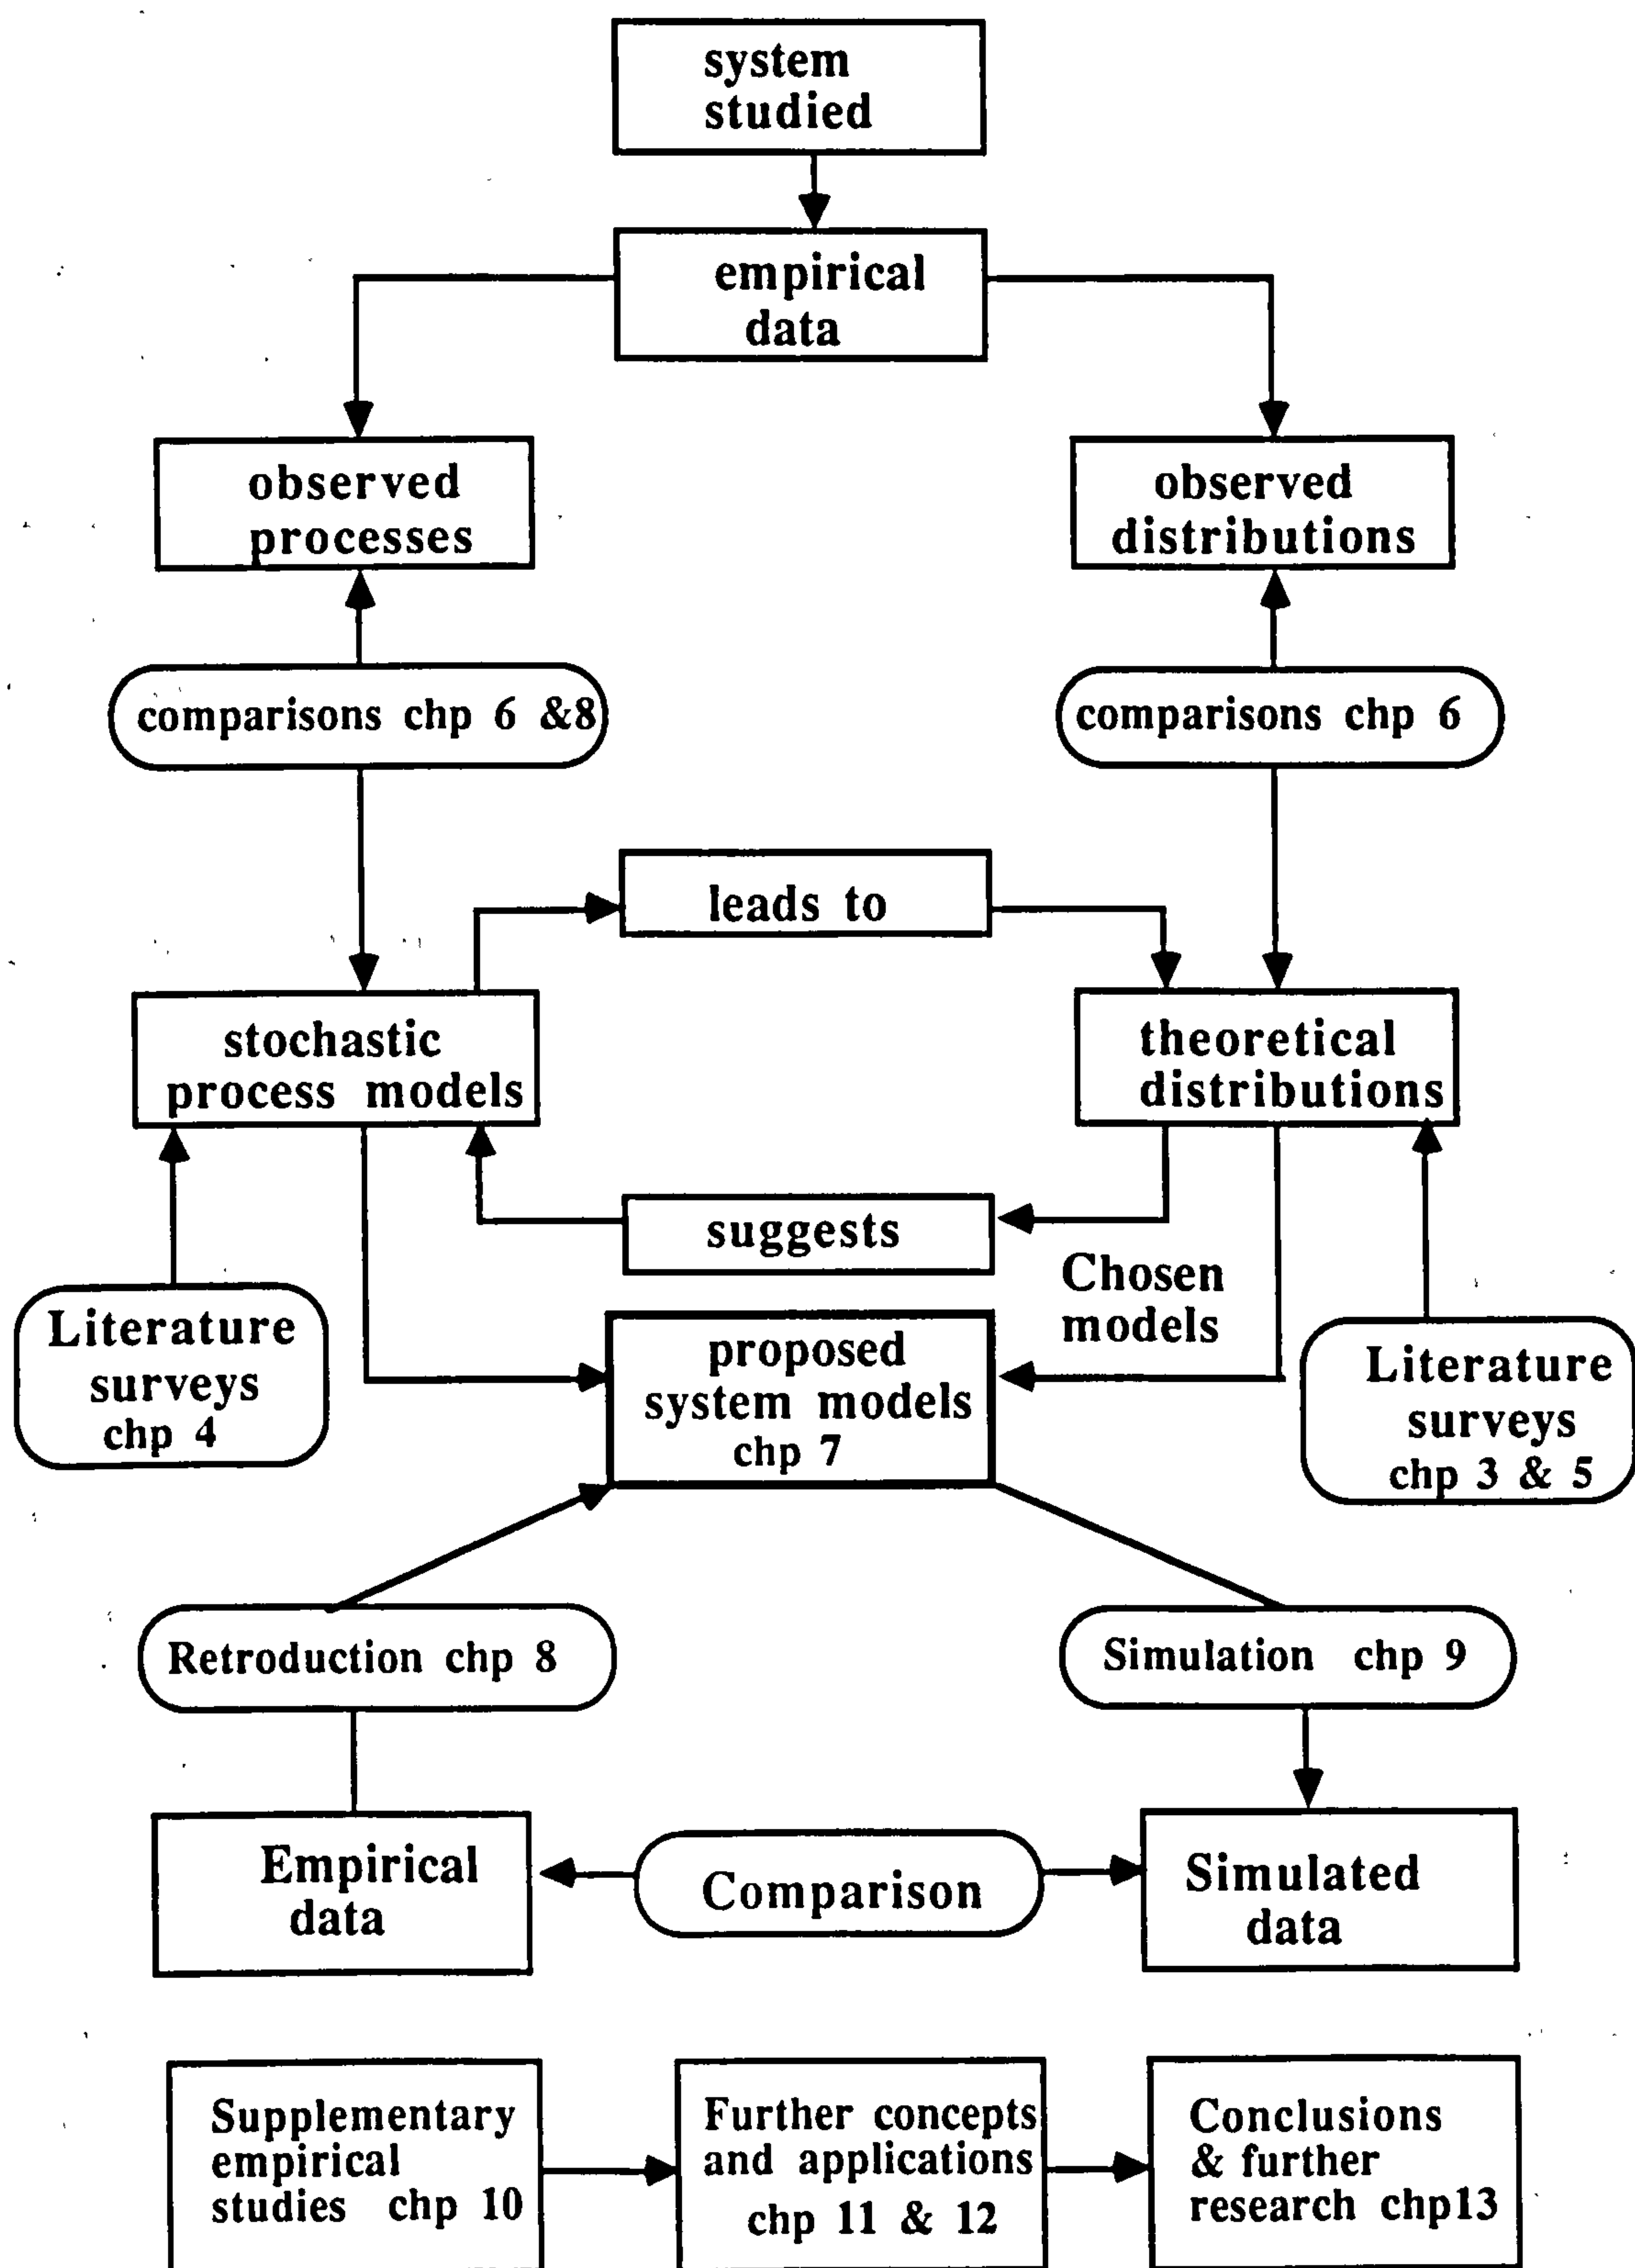 system
studied
empirical
data
observed
processes
observed
distributions
comparisons chp 6 &8
comparisons chp 6
leads to
stochastic
process models
theoretical
distributions
suggests
Chosen
models
Literature
surveys
chp 4
proposed
system models
chp 7
Literature
surveys
chp 3 & 5
Retroduction chp 8
Simulation chp 9
Empirical
data
Comparison
Simulated
data
Supplementary
empirical
studies chp 10
Further concepts
and applications
chp 11 & 12
Conclusions
& further
research chp13